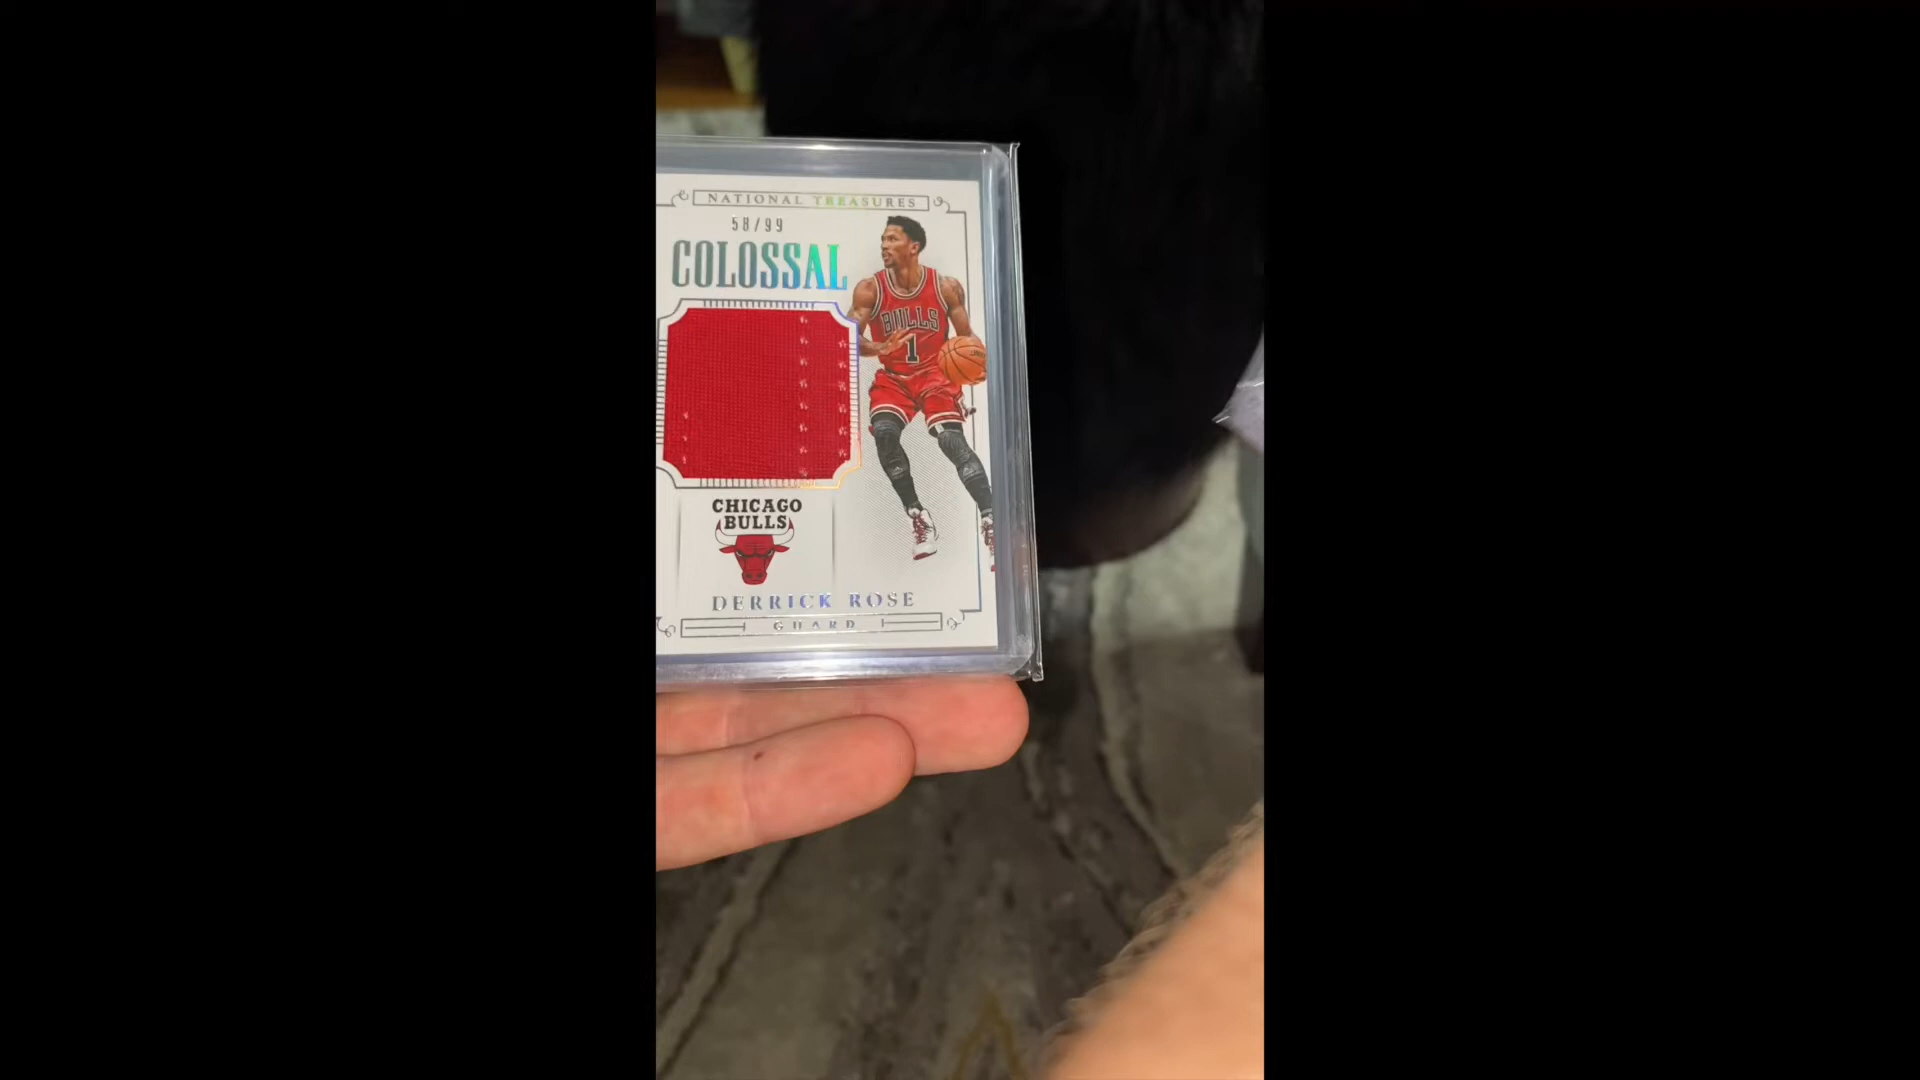 NATIONAL TREASURES
58/99
COLOSSAL
BULLS
1
CHICAGO
BULLS
DERRICK ROSE
GUARD